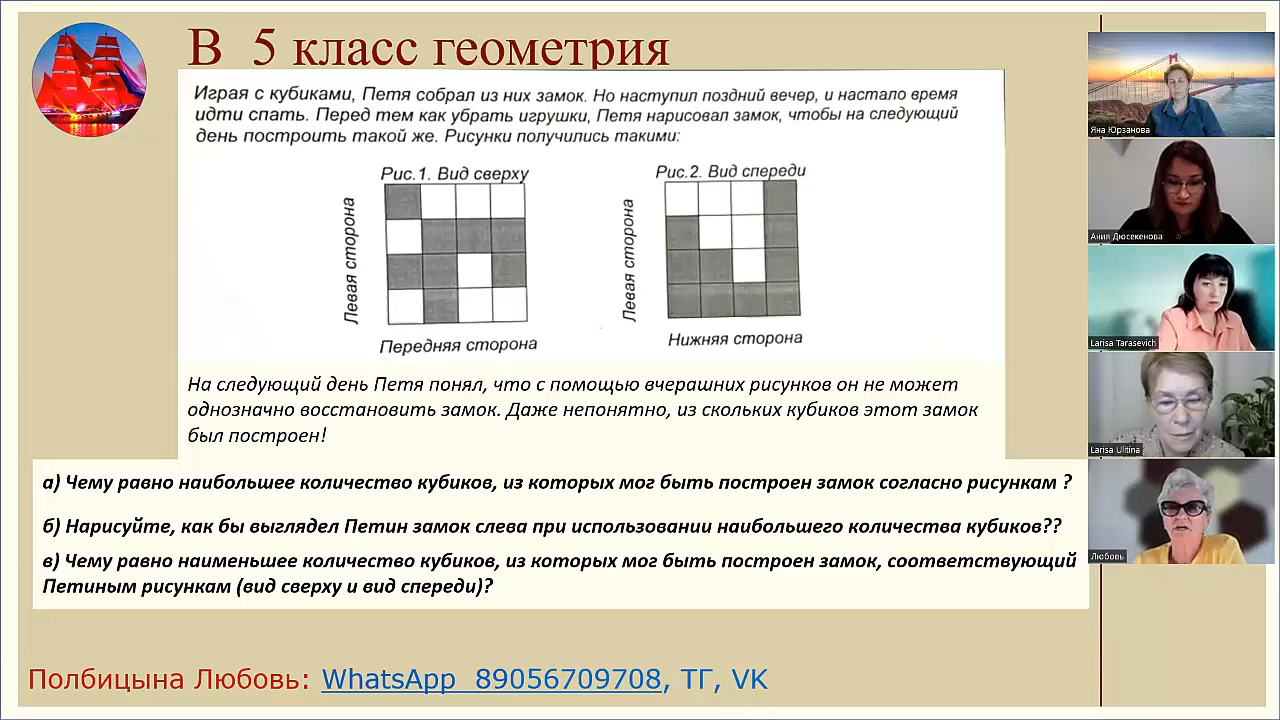 В 5 класс геометрия
Играя с кубиками, Петя собрал из них замок. Но наступил поздний вечер, и настало время
идти спать. Перед тем как убрать игрушки, Петя нарисовал замок, чтобы на следующий
день построить такой же. Рисунки получились такими:
Рис.1. Вид сверху
Левая сторона
Передняя сторона
Рис.2. Вид спереди
Левая сторона
Нижняя сторона
На следующий день Петя понял, что с помощью вчерашних рисунков он не может
однозначно восстановить замок. Даже непонятно, из скольких кубиков этот замок
был построен!
а) Чему равно наибольшее количество кубиков, из которых мог быть построен замок согласно рисункам ?
б) Нарисуйте, как бы выглядел Петин замок слева при использовании наибольшего количества кубиков??
в) Чему равно наименьшее количество кубиков, из которых мог быть построен замок, соответствующий
Петиным рисункам (вид сверху и вид спереди)?
Полбицына Любовь: WhatsApp 89056709708, ТГ, VK
Яна Юрзанова
Ания Дюсекенова
Larisa Tarasevich
Larisa Ulitina
Любовь